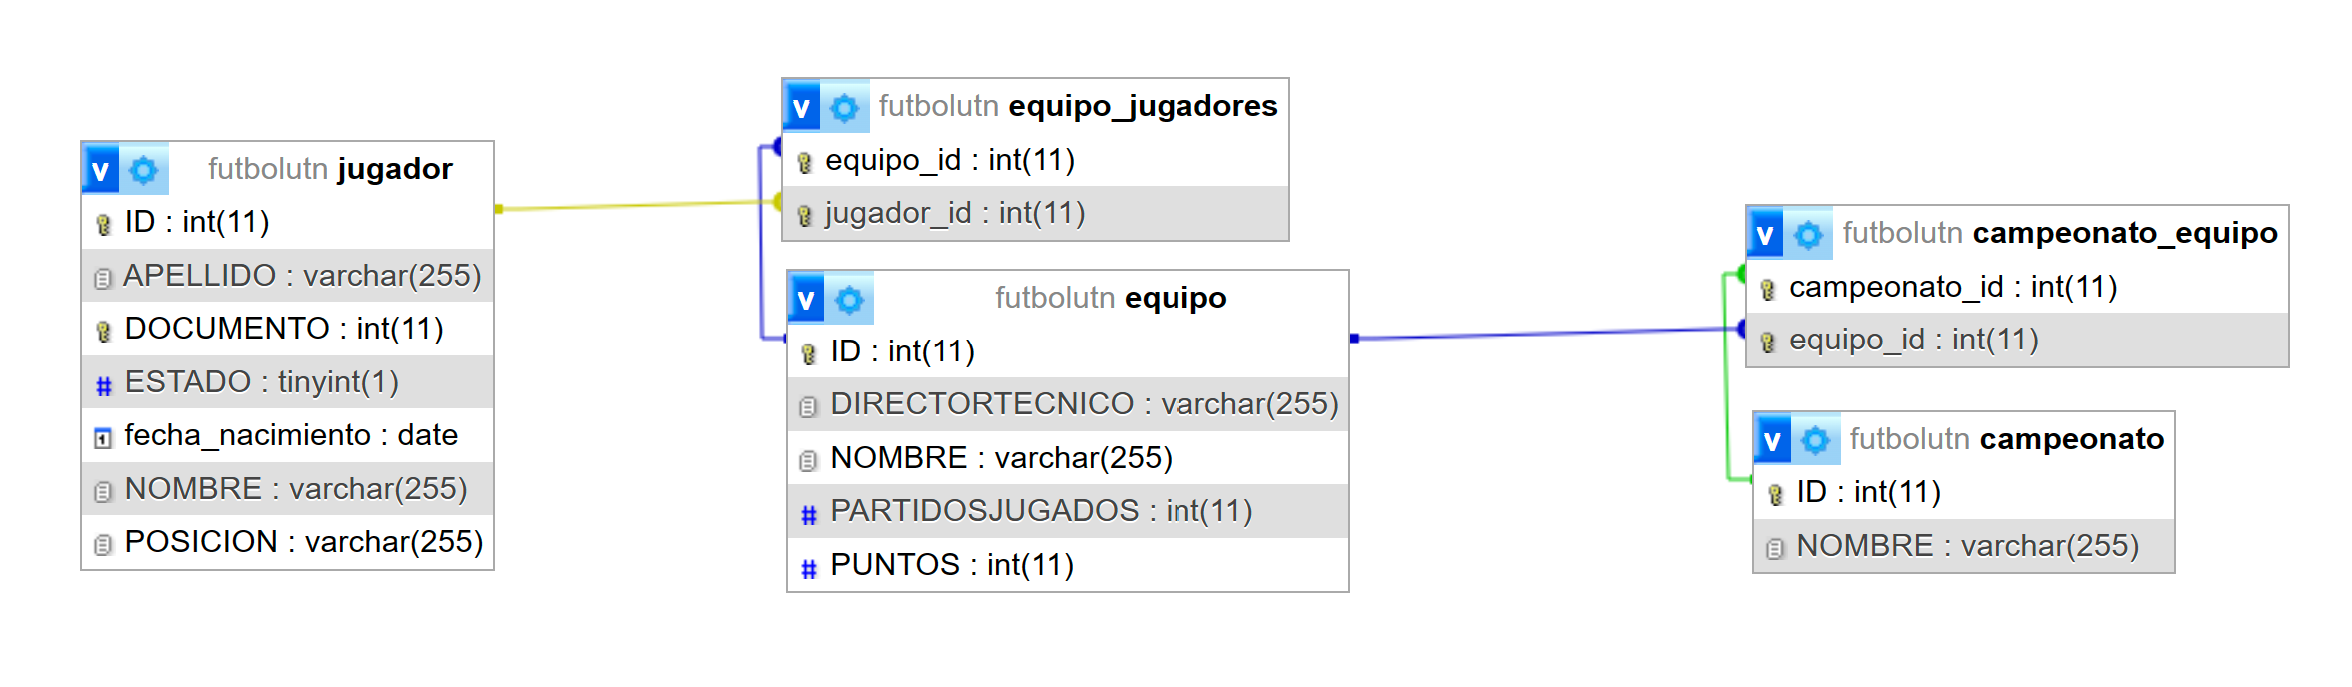 v futbolutn jugador
ID : int(11)
APELLIDO : varchar(255)
DOCUMENTO : int(11)
# ESTADO : tinyint(1)
1 fecha_nacimiento : date
NOMBRE : varchar(255)
POSICION : varchar(255)
v futbolutn equipo_jugadores
equipo_id : int(11)
jugador_id : int(11)
v futbolutn equipo
ID : int(11)
DIRECTORTECNICO : varchar(255)
NOMBRE : varchar(255)
# PARTIDOSJUGADOS : int(11)
# PUNTOS : int(11)
v futbolutn campeonato_equipo
campeonato_id : int(11)
equipo_id : int(11)
v futbolutn campeonato
ID : int(11)
NOMBRE : varchar(255)